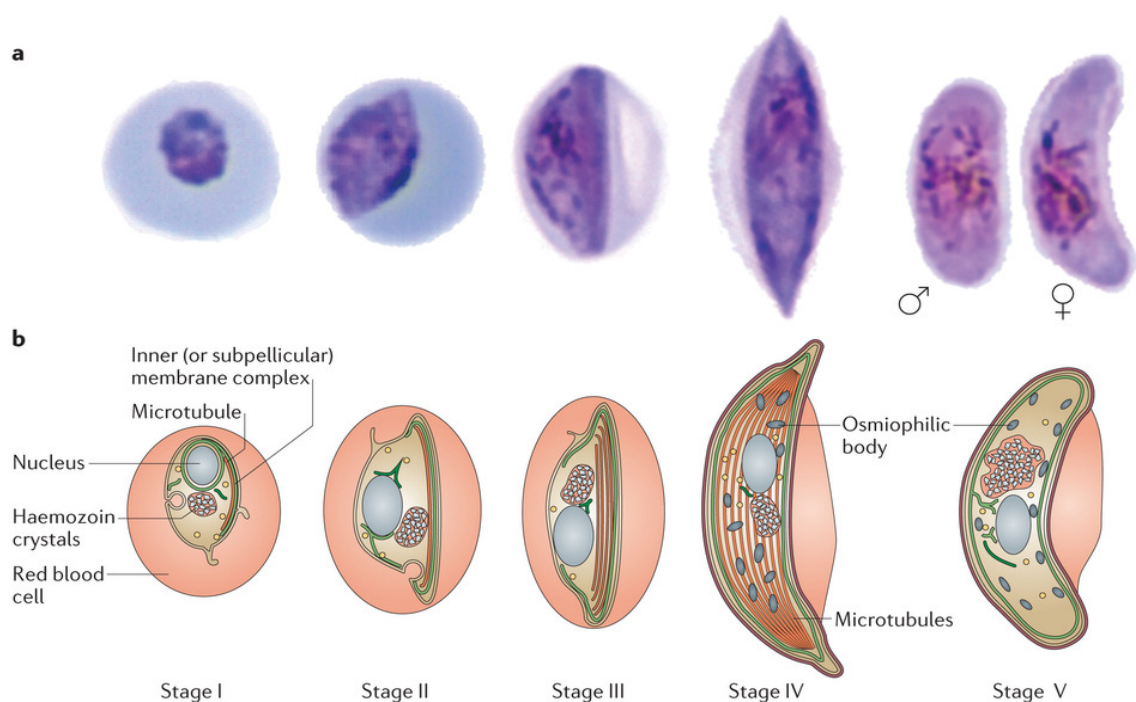 a
♂
♀
b
Inner (or subpellicular)
membrane complex
Microtubule
Nucleus
Haemozoin
crystals
Red blood
cell
Osmiophilic
body
Microtubules
Stage I
Stage II
Stage III
Stage IV
Stage V